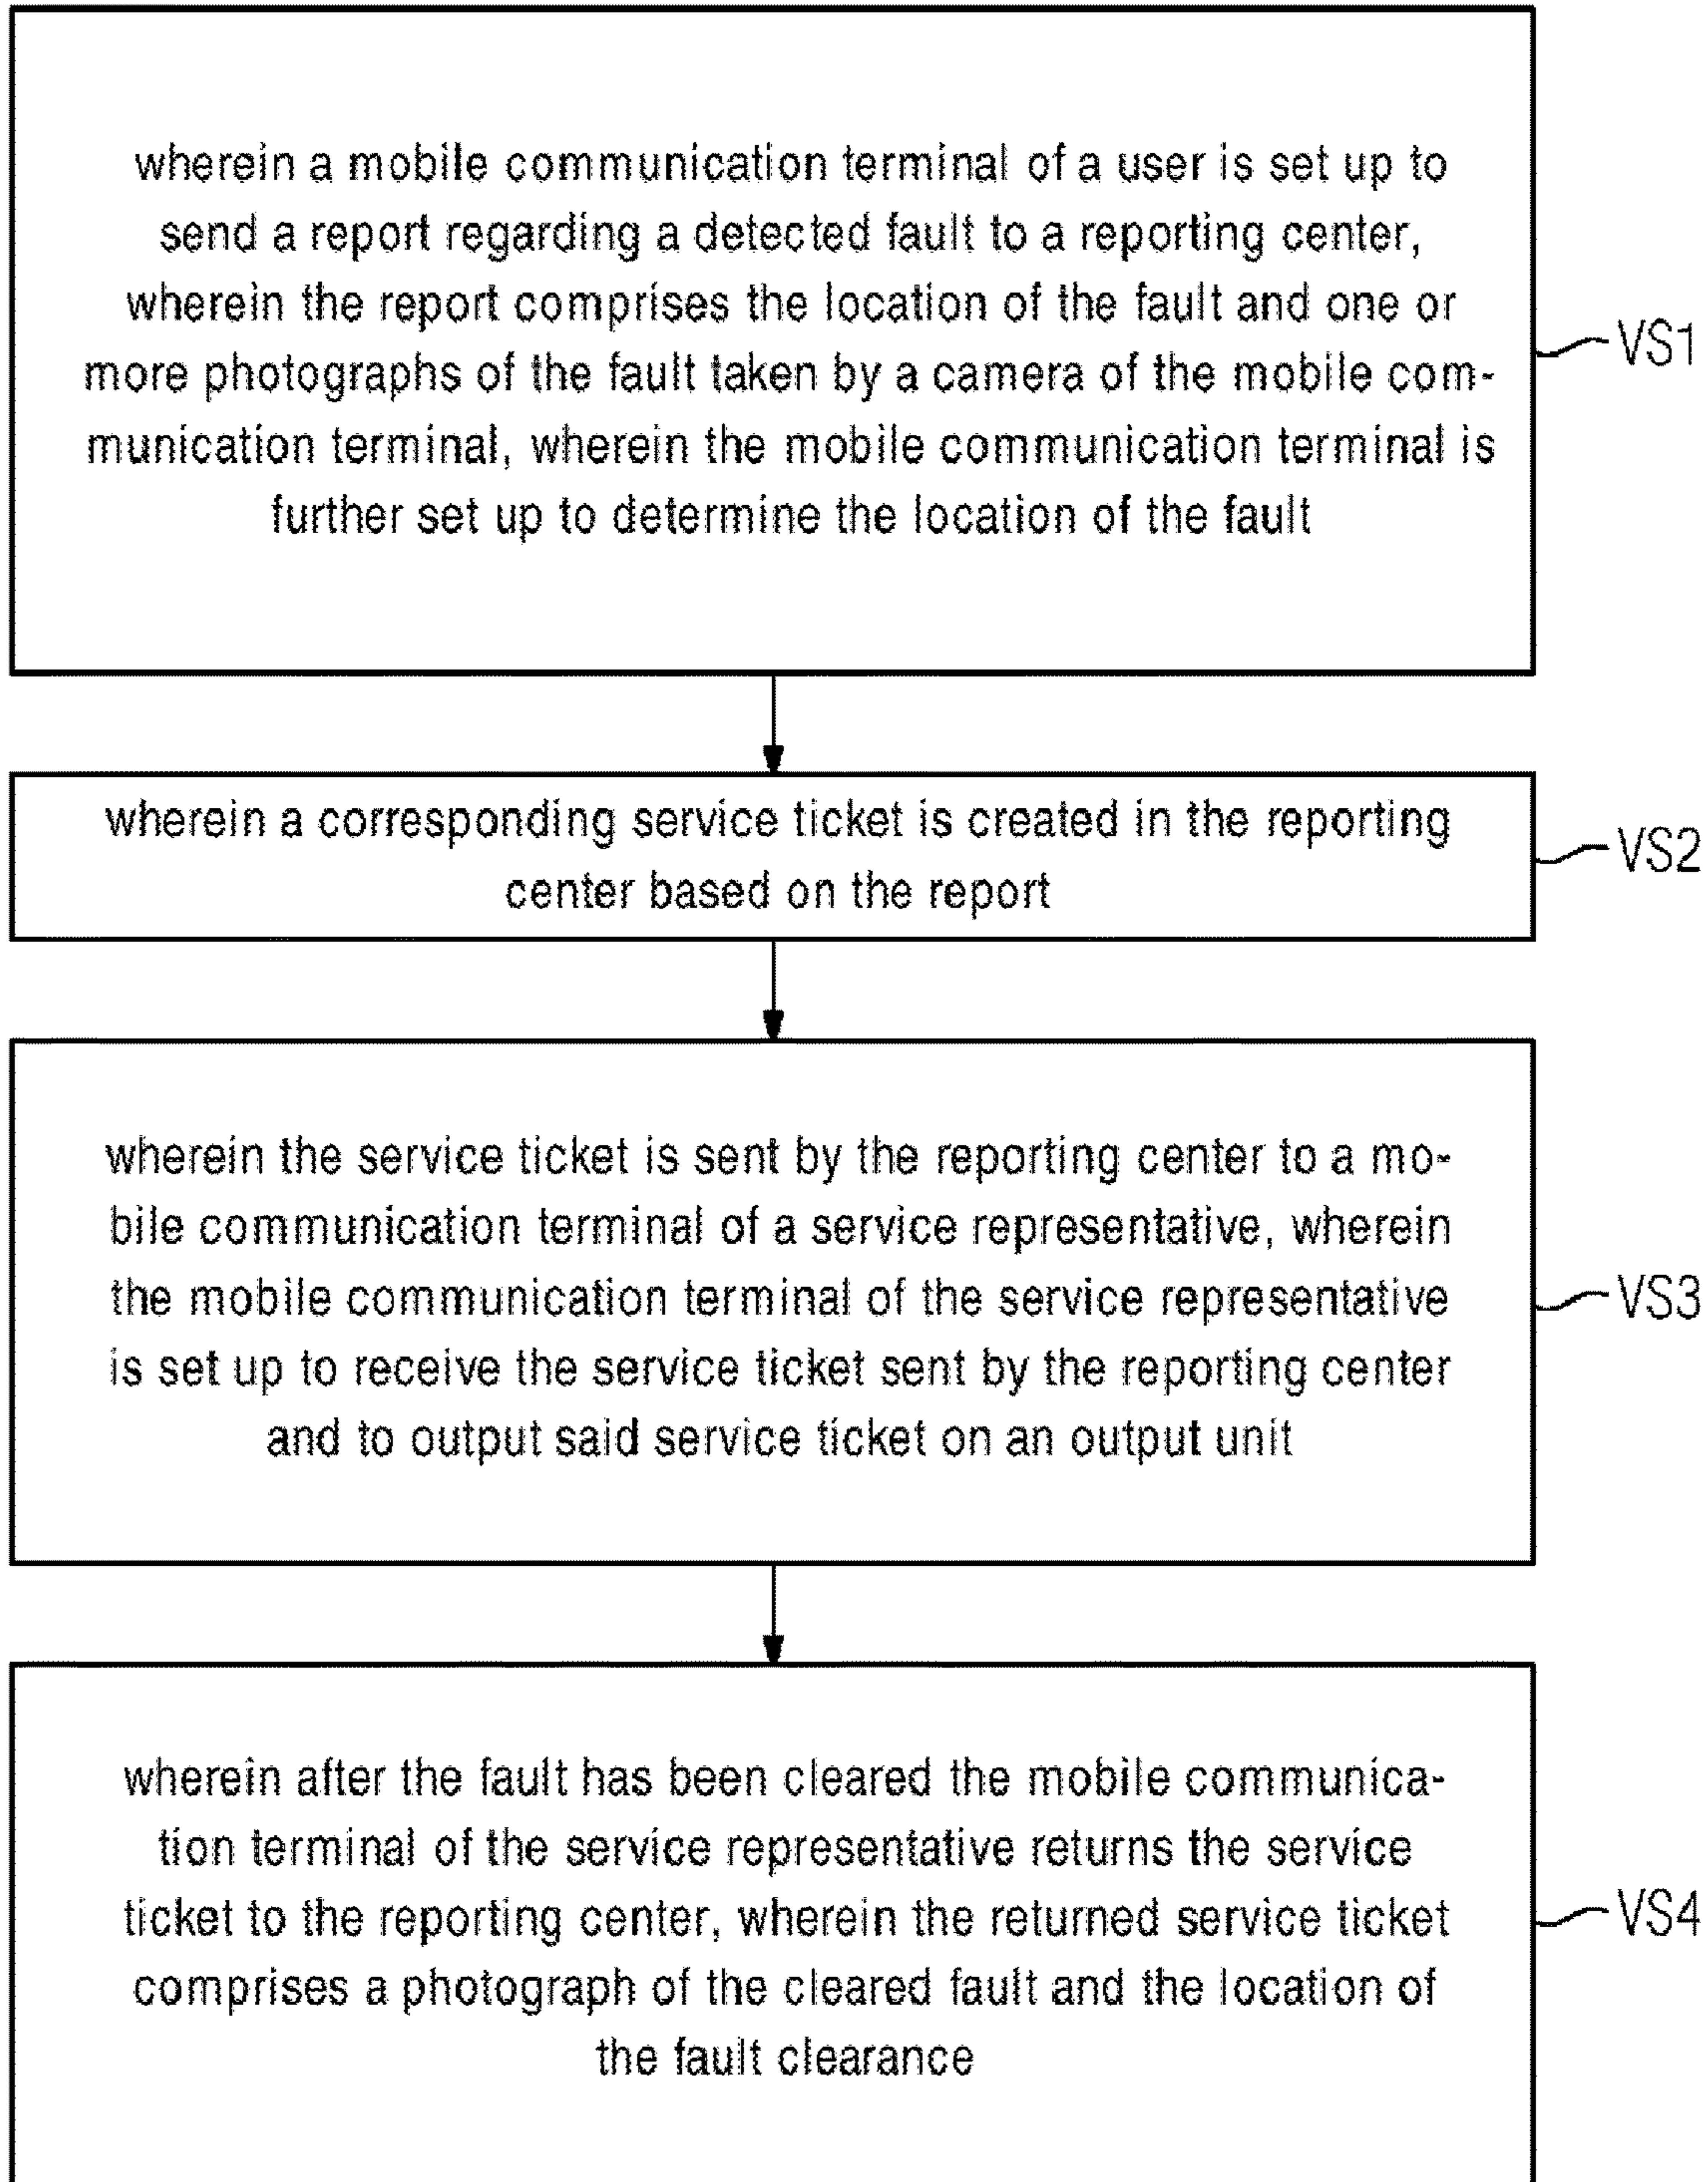 wherein a mobile communication terminal of a user is set up to
send a report regarding a detected fault to a reporting center,
wherein the report comprises the location of the fault and one or
more photographs of the fault taken by a camera of the mobile com-
munication terminal, wherein the mobile communication terminal is
further set up to determine the location of the fault
VS1
wherein a corresponding service ticket is created in the reporting
center based on the report
VS2
wherein the service ticket is sent by the reporting center to a mo-
bile communication terminal of a service representative, wherein
the mobile communication terminal of the service representative
is set up to receive the service ticket sent by the reporting center
and to output said service ticket on an output unit
VS3
wherein after the fault has been cleared the mobile communica-
tion terminal of the service representative returns the service
ticket to the reporting center, wherein the returned service ticket
comprises a photograph of the cleared fault and the location of
the fault clearance
VS4